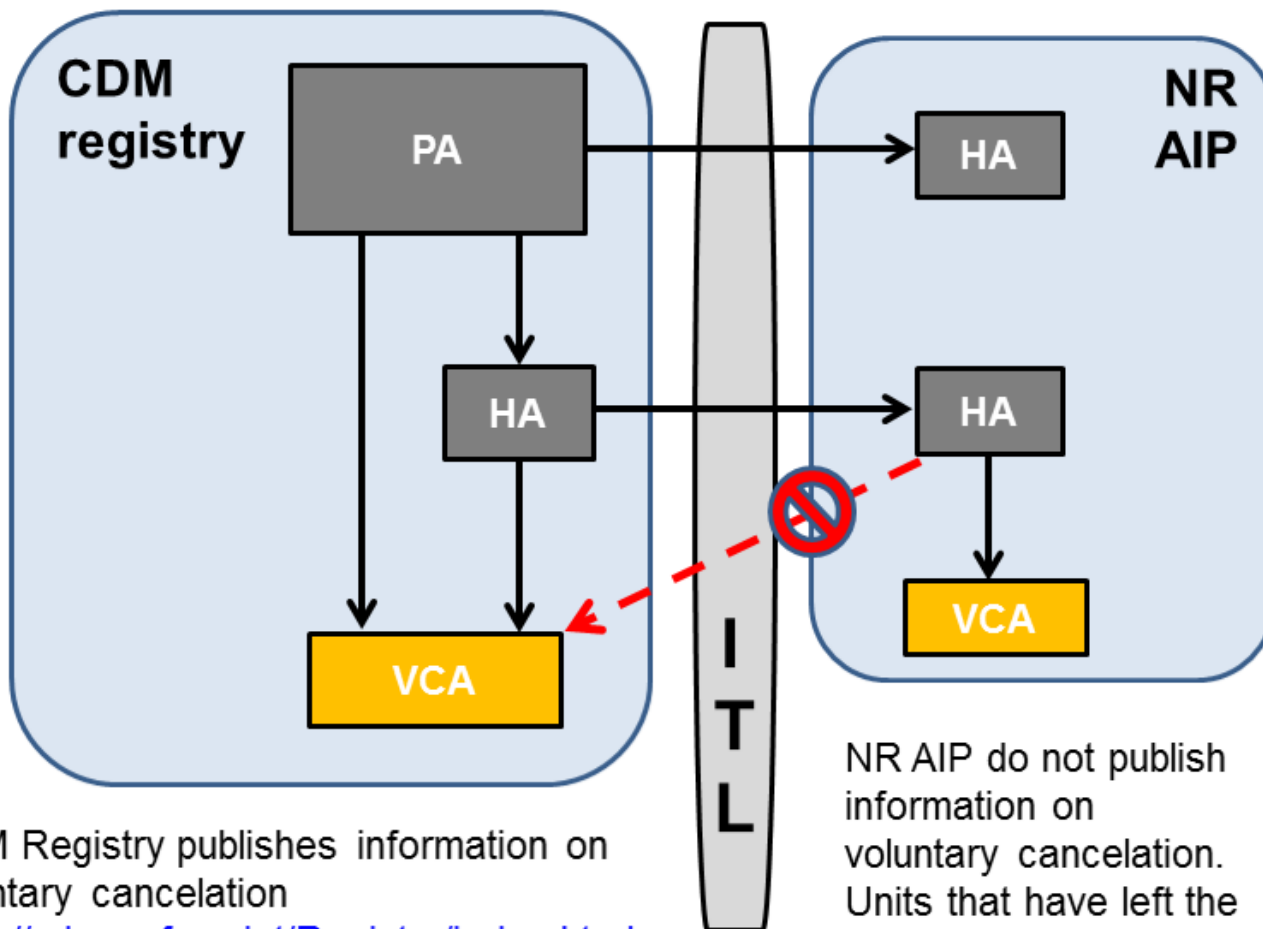 CDM
registry
PA
HA
VCA
I
T
L
NR
AIP
HA
HA
VCA
Registry publishes information on
cancelation
NR AIP do not publish
information on
voluntary cancelation.
Units that have left the